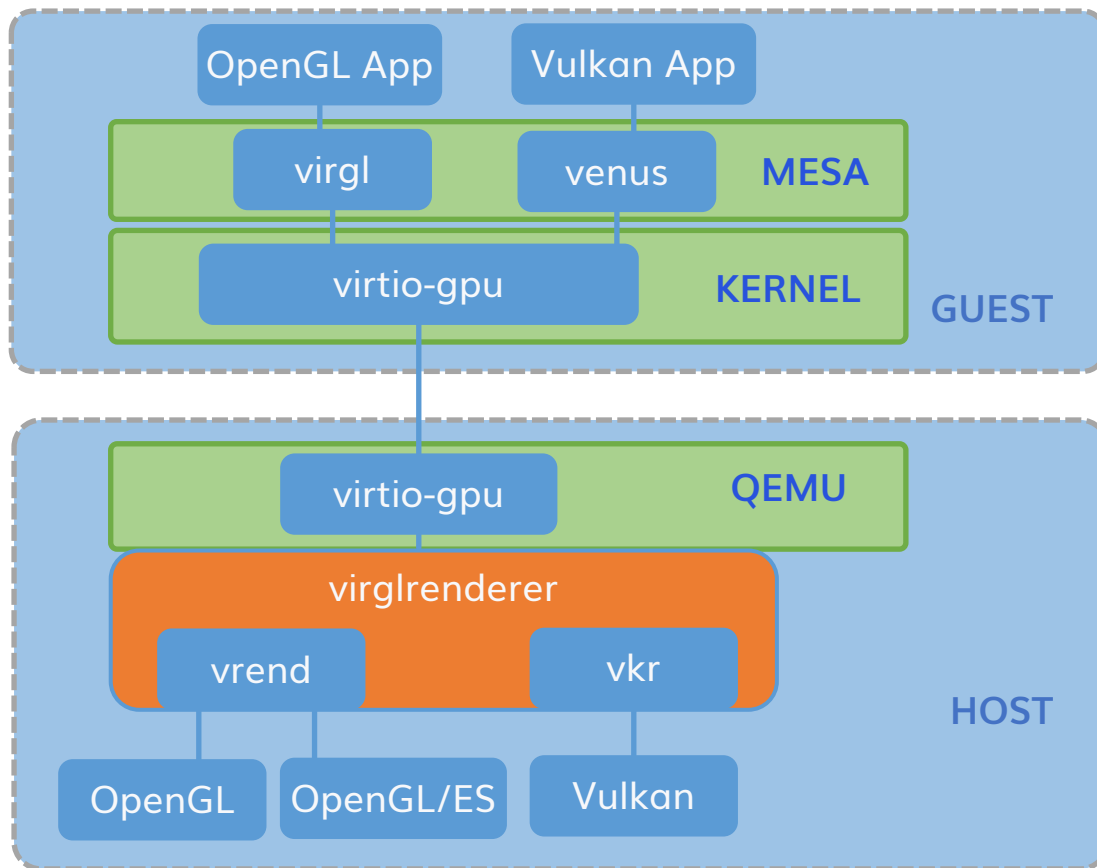 OpenGL App
Vulkan App
virgl
venus
MESA
virtio-gpu
KERNEL
GUEST
virtio-gpu
QEMU
virglrenderer
vrend
vkr
HOST
OpenGL
OpenGL/ES
Vulkan